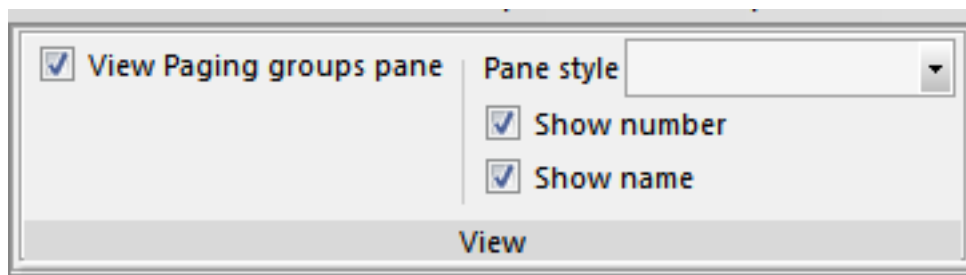 View Paging groups pane
Pane style
Show number
Show name
View